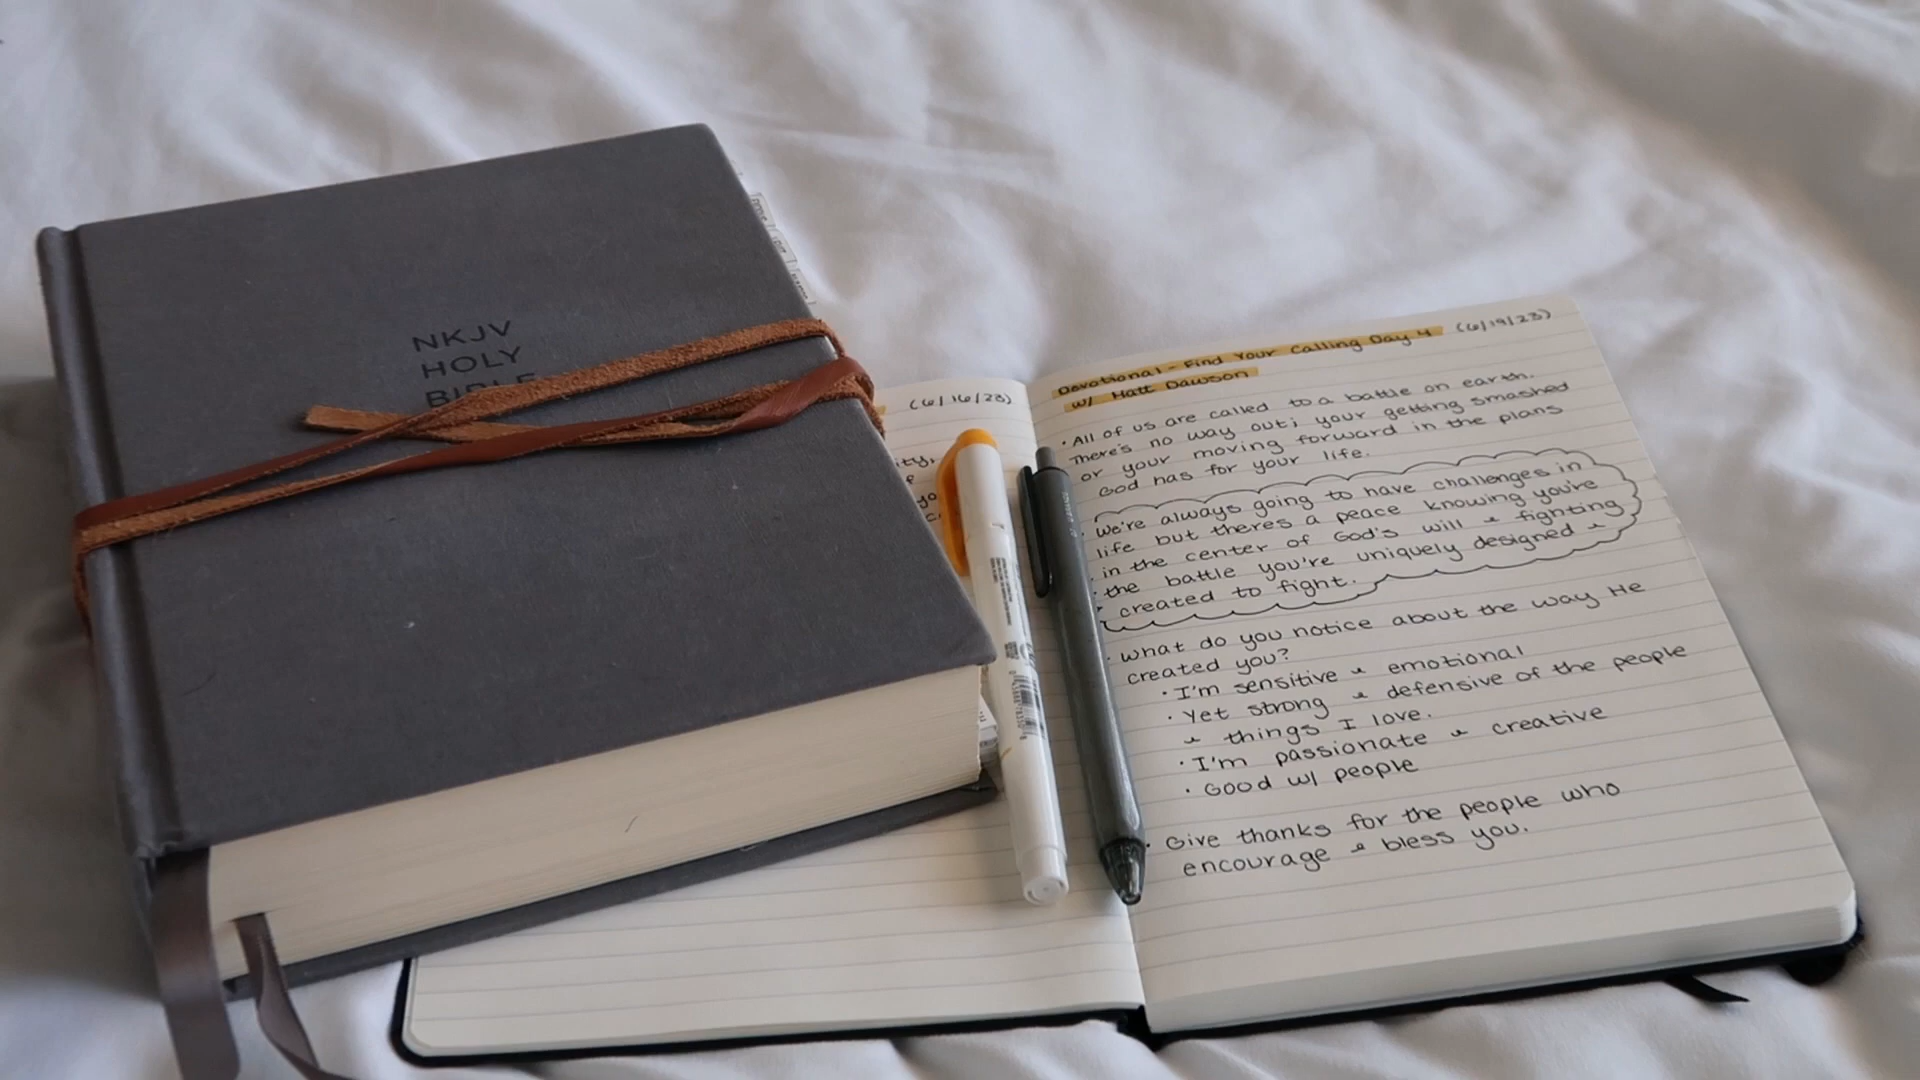 NKJV
HOLY
BIBLE
(6/16/23)
ity,
Devotional - Find Your Calling Day 4 (6/19/23)
w/ Matt Dawson
• All of us are called to a battle on earth.
There's no way out; your getting smashed
or your moving forward in the plans
God has for your life.
• We're always going to have challenges in
life but there's a peace knowing you're
in the center of God's will & fighting
the battle you're uniquely designed &
created to fight.
• What do you notice about the way He
created you?
• I'm sensitive & emotional
• Yet strong & defensive of the people
& things I love.
• I'm passionate & creative
• Good w/ people
• Give thanks for the people who
encourage & bless you.